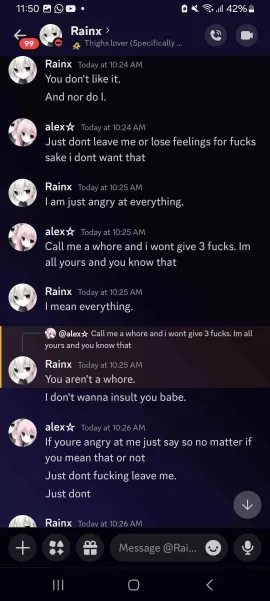 11:50
42%
99
Rainx
Thighs lover (Specifically ...
Rainx Today at 10:24 AM
You don't like it.
And nor do I.
alex☆ Today at 10:24 AM
Just dont leave me or lose feelings for fucks
sake i dont want that
Rainx Today at 10:25 AM
I am just angry at everything.
alex☆ Today at 10:25 AM
Call me a whore and i wont give 3 fucks. Im
all yours and you know that
Rainx Today at 10:25 AM
I mean everything.
@alex☆ Call me a whore and i wont give 3 fucks. Im all
yours and you know that
Rainx Today at 10:25 AM
You aren't a whore.
I don't wanna insult you babe.
alex☆ Today at 10:26 AM
If youre angry at me just say so no matter if
you mean that or not
Just dont fucking leave me.
Just dont
Rainx Today at 10:26 AM
Message @Rai...